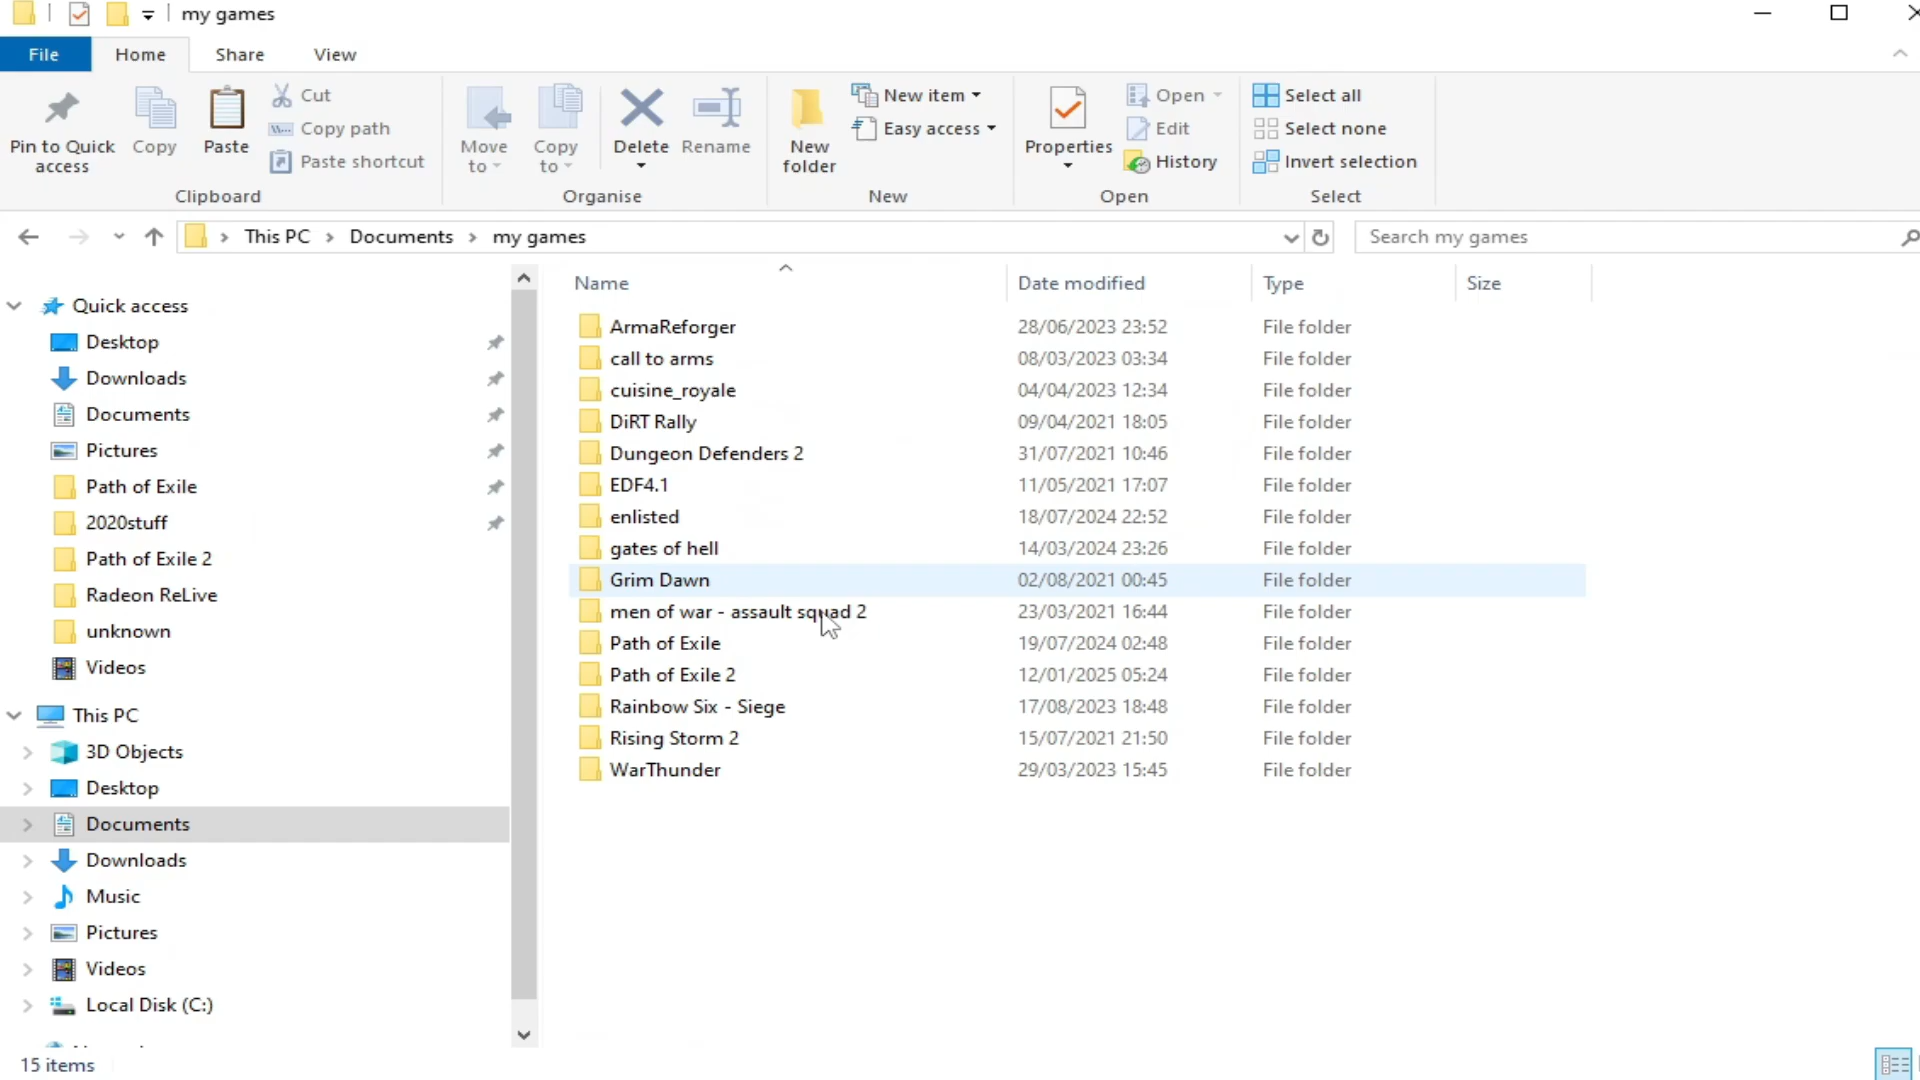 my games
File Home Share View
Pin to Quick access
Copy
Paste
Cut
Copy path
Paste shortcut
Clipboard
Move to
Copy to
Delete
Rename
Organise
New folder
New item
Easy access
New
Properties
Open
Edit
History
Open
Select all
Select none
Invert selection
Select
This PC > Documents > my games
Search my games
Name Date modified Type Size
Quick access
Desktop
Downloads
Documents
Pictures
Path of Exile
2020stuff
Path of Exile 2
Radeon ReLive
unknown
Videos
This PC
3D Objects
Desktop
Documents
Downloads
Music
Pictures
Videos
Local Disk (C:)
ArmaReforger 28/06/2023 23:52 File folder
call to arms 08/03/2023 03:34 File folder
cuisine_royale 04/04/2023 12:34 File folder
DiRT Rally 09/04/2021 18:05 File folder
Dungeon Defenders 2 31/07/2021 10:46 File folder
EDF4.1 11/05/2021 17:07 File folder
enlisted 18/07/2024 22:52 File folder
gates of hell 14/03/2024 23:26 File folder
Grim Dawn 02/08/2021 00:45 File folder
men of war - assault squad 2 23/03/2021 16:44 File folder
Path of Exile 19/07/2024 02:48 File folder
Path of Exile 2 12/01/2025 05:24 File folder
Rainbow Six - Siege 17/08/2023 18:48 File folder
Rising Storm 2 15/07/2021 21:50 File folder
WarThunder 29/03/2023 15:45 File folder
15 items